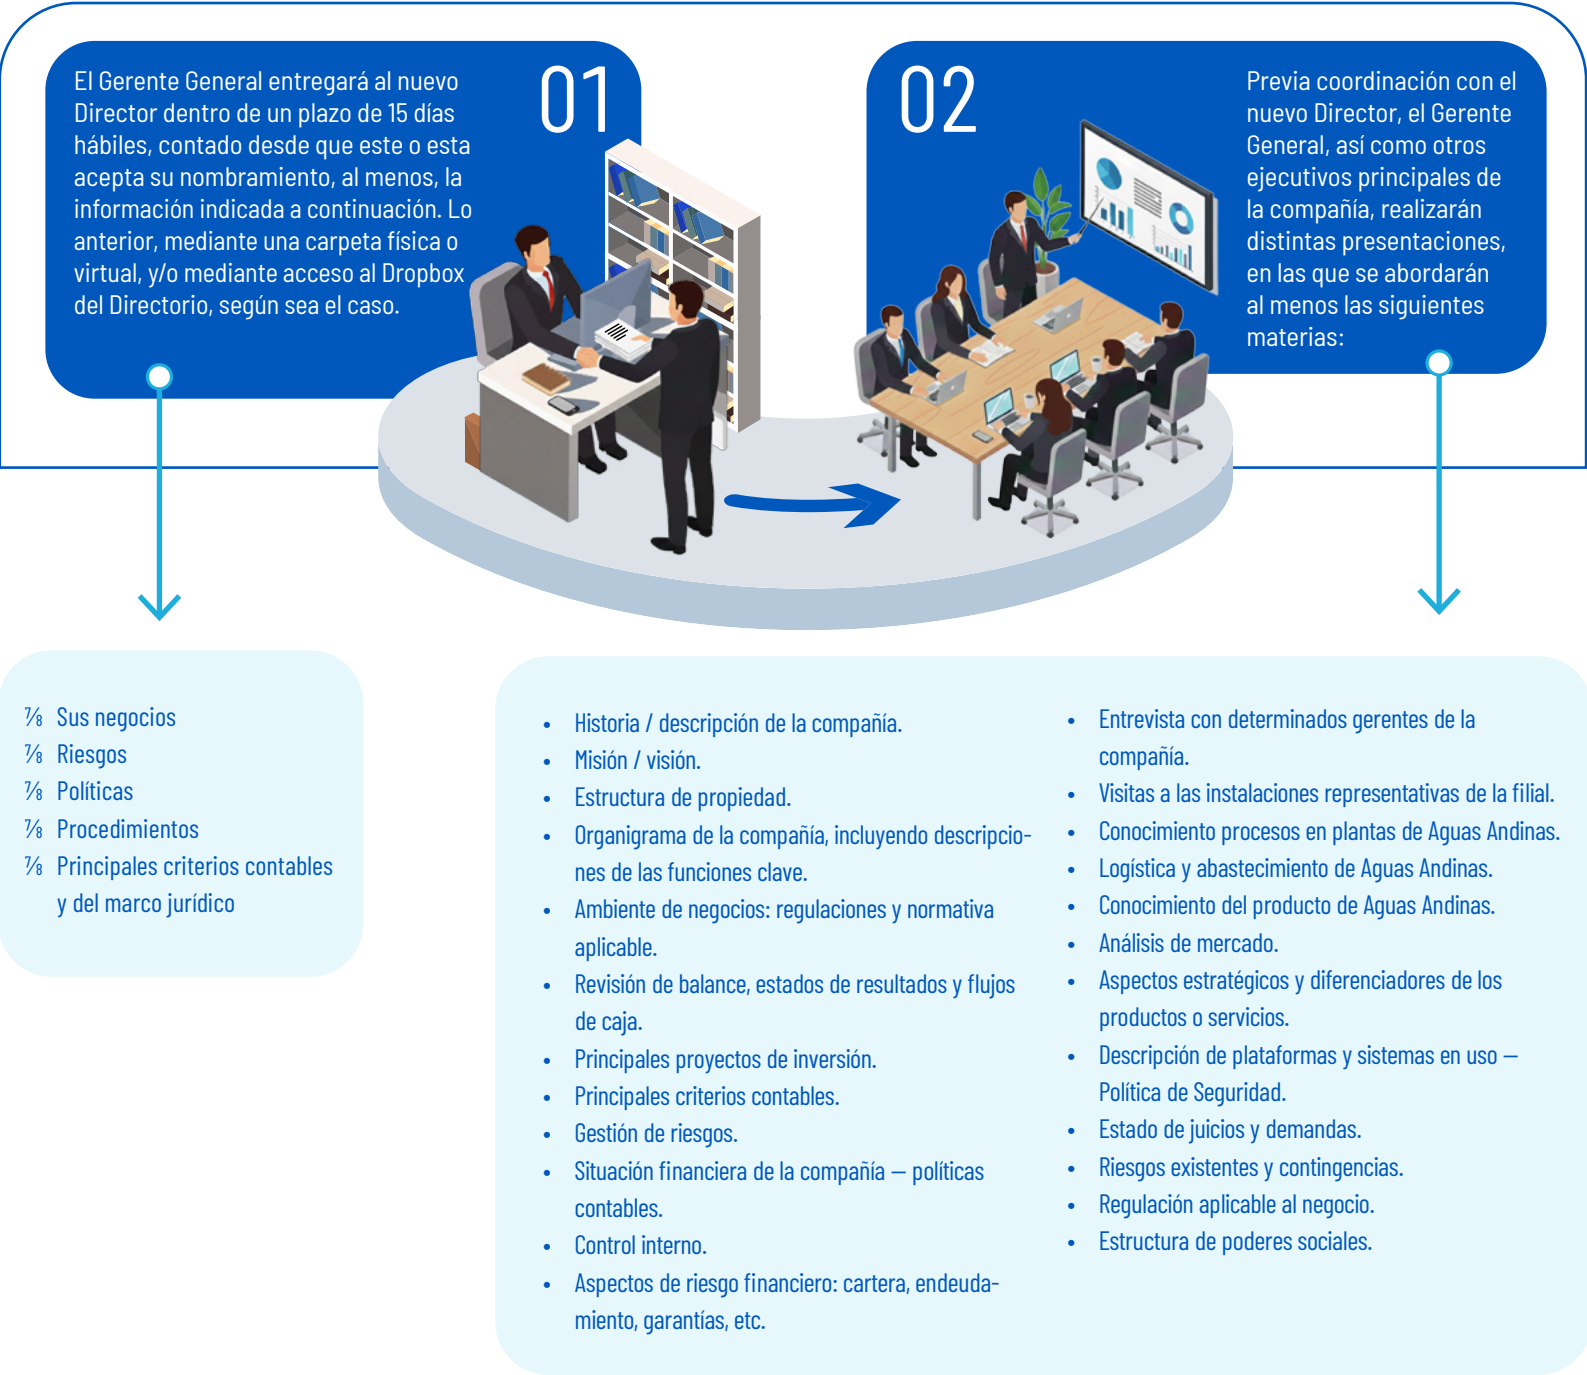 El Gerente General entregará al nuevo
Director dentro de un plazo de 15 días
hábiles, contado desde que este o esta
acepta su nombramiento, al menos, la
información indicada a continuación. Lo
anterior, mediante una carpeta física o
virtual, y/o mediante acceso al Dropbox
del Directorio, según sea el caso.
01
02
Previa coordinación con el
nuevo Director, el Gerente
General, así como otros
ejecutivos principales de
la compañía, realizarán
distintas presentaciones,
en las que se abordarán
al menos las siguientes
materias:
⅞ Sus negocios
⅞ Riesgos
⅞ Políticas
⅞ Procedimientos
⅞ Principales criterios contables
y del marco jurídico
• Historia / descripción de la compañía.
• Misión / visión.
• Estructura de propiedad.
• Organigrama de la compañía, incluyendo descripcio-
nes de las funciones clave.
• Ambiente de negocios: regulaciones y normativa
aplicable.
• Revisión de balance, estados de resultados y flujos
de caja.
• Principales proyectos de inversión.
• Principales criterios contables.
• Gestión de riesgos.
• Situación financiera de la compañía – políticas
contables.
• Control interno.
• Aspectos de riesgo financiero: cartera, endeuda-
miento, garantías, etc.
• Entrevista con determinados gerentes de la
compañía.
• Visitas a las instalaciones representativas de la filial.
• Conocimiento procesos en plantas de Aguas Andinas.
• Logística y abastecimiento de Aguas Andinas.
• Conocimiento del producto de Aguas Andinas.
• Análisis de mercado.
• Aspectos estratégicos y diferenciadores de los
productos o servicios.
• Descripción de plataformas y sistemas en uso –
Política de Seguridad.
• Estado de juicios y demandas.
• Riesgos existentes y contingencias.
• Regulación aplicable al negocio.
• Estructura de poderes sociales.